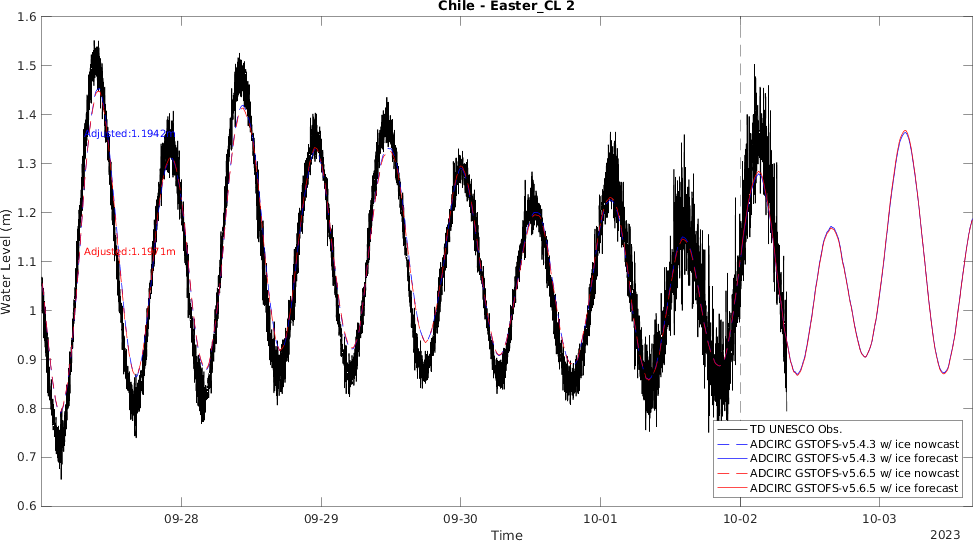 Chile - Easter_CL 2
1.6
1.5
1.4
1.3
1.2
1.1
1
0.9
0.8
0.7
0.6
Water Level (m)
Adjusted:1.1942m
Adjusted:1.1971m
TD UNESCO Obs.
ADCIRC GSTOFS-v5.4.3 w/ ice nowcast
ADCIRC GSTOFS-v5.4.3 w/ ice forecast
ADCIRC GSTOFS-v5.6.5 w/ ice nowcast
ADCIRC GSTOFS-v5.6.5 w/ ice forecast
09-28 09-29 09-30 10-01 10-02 10-03
Time
2023